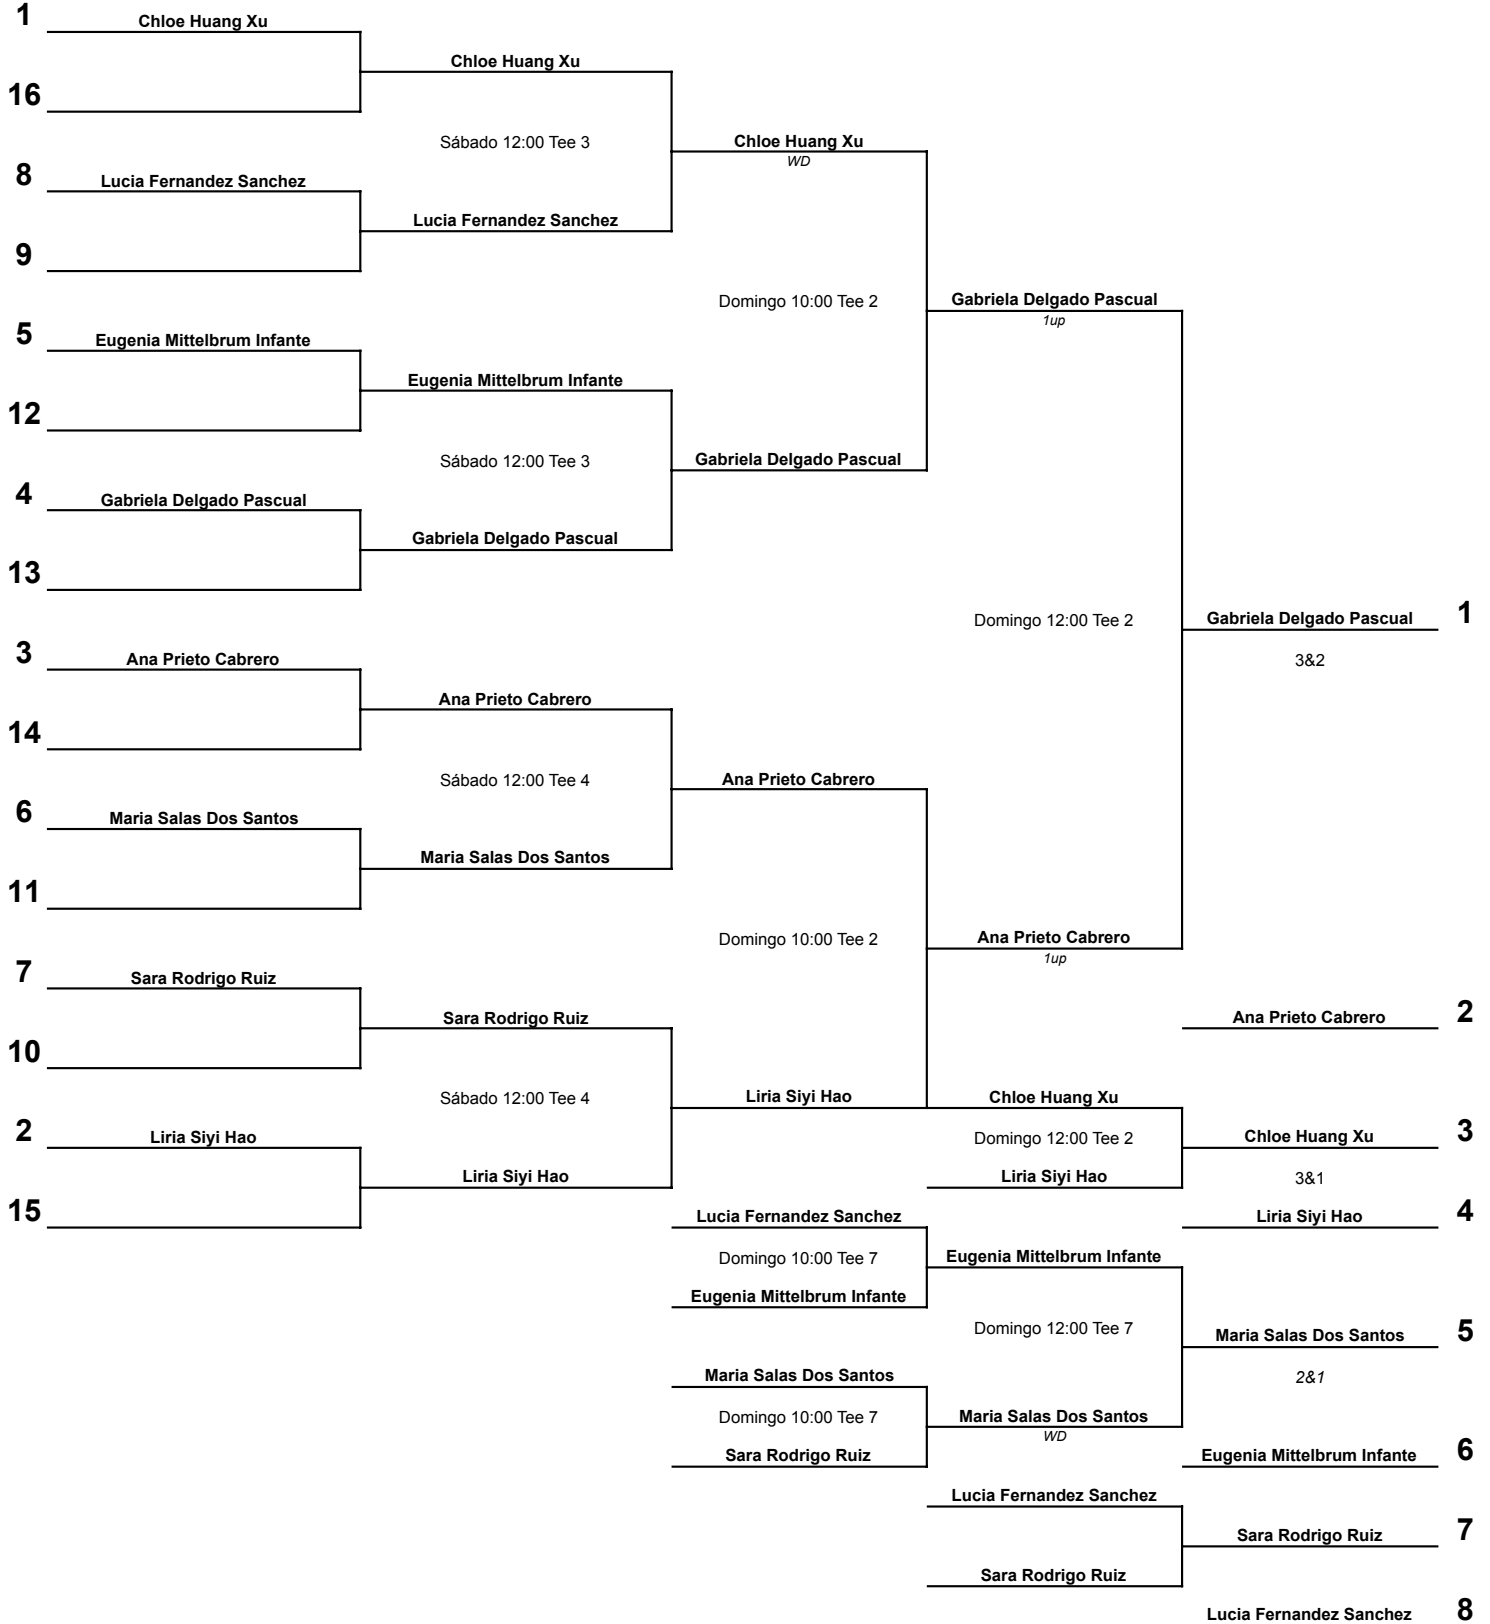 1
Chloe Huang Xu
Chloe Huang Xu
16
Sábado 12:00 Tee 3
Chloe Huang Xu
WD
8
Lucia Fernandez Sanchez
Lucia Fernandez Sanchez
9
Domingo 10:00 Tee 2
Gabriela Delgado Pascual
1up
5
Eugenia Mittelbrum Infante
Eugenia Mittelbrum Infante
12
Sábado 12:00 Tee 3
Gabriela Delgado Pascual
4
Gabriela Delgado Pascual
Gabriela Delgado Pascual
13
Domingo 12:00 Tee 2
Gabriela Delgado Pascual
1
3&2
3
Ana Prieto Cabrero
Ana Prieto Cabrero
14
Sábado 12:00 Tee 4
Ana Prieto Cabrero
6
Maria Salas Dos Santos
Maria Salas Dos Santos
11
Domingo 10:00 Tee 2
Ana Prieto Cabrero
1up
7
Sara Rodrigo Ruiz
Sara Rodrigo Ruiz
Ana Prieto Cabrero
2
10
Sábado 12:00 Tee 4
Liria Siyi Hao
Chloe Huang Xu
2
Liria Siyi Hao
Domingo 12:00 Tee 2
Chloe Huang Xu
3
Liria Siyi Hao
Liria Siyi Hao
3&1
15
Lucia Fernandez Sanchez
Liria Siyi Hao
4
Domingo 10:00 Tee 7
Eugenia Mittelbrum Infante
Eugenia Mittelbrum Infante
Domingo 12:00 Tee 7
Maria Salas Dos Santos
5
Maria Salas Dos Santos
2&1
Domingo 10:00 Tee 7
Maria Salas Dos Santos
WD
Sara Rodrigo Ruiz
Eugenia Mittelbrum Infante
6
Lucia Fernandez Sanchez
Sara Rodrigo Ruiz
7
Sara Rodrigo Ruiz
Lucia Fernandez Sanchez
8